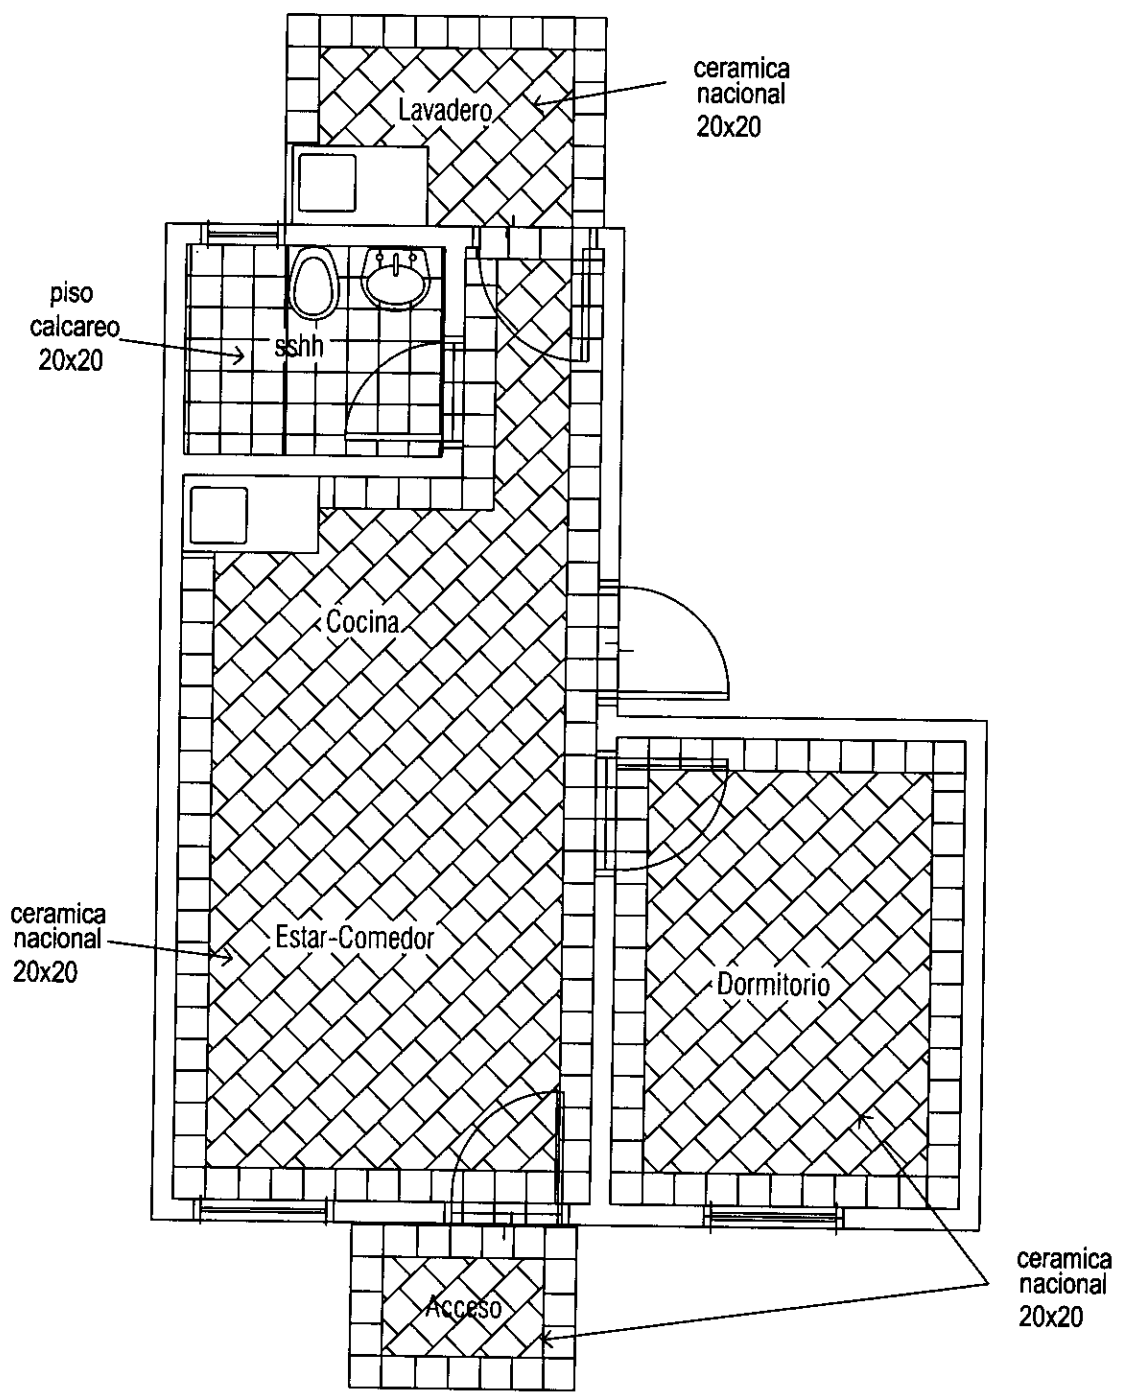 ceramica
nacional
20x20
Lavadero
piso
calcareo
20x20
sshh
Cocina
ceramica
nacional
20x20
Estar-Comedor
Dormitorio
ceramica
nacional
20x20
Acceso